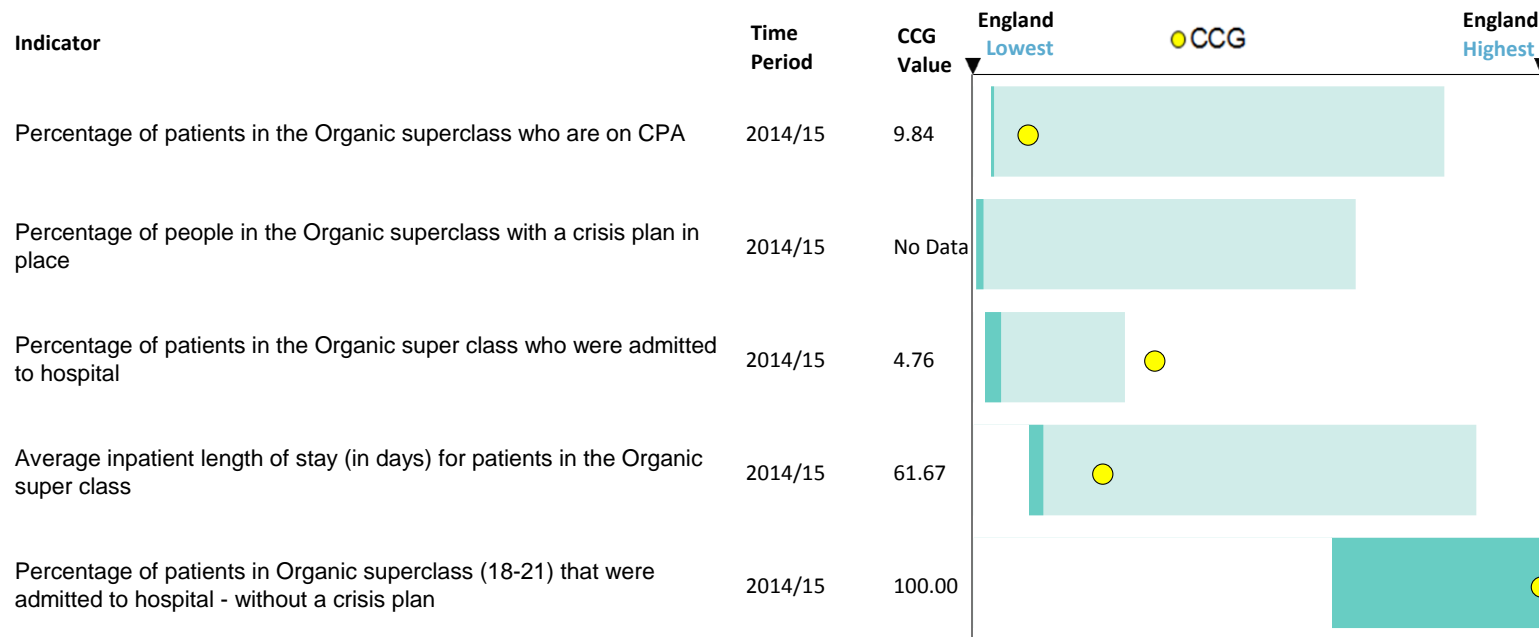 Indicator Time Period CCG Value England Lowest CCG England Highest
Percentage of patients in the Organic superclass who are on CPA 2014/15 9.84
Percentage of people in the Organic superclass with a crisis plan in
place 2014/15 No Data
Percentage of patients in the Organic super class who were admitted
to hospital 2014/15 4.76
Average inpatient length of stay (in days) for patients in the Organic
super class 2014/15 61.67
Percentage of patients in Organic superclass (18-21) that were
admitted to hospital - without a crisis plan 2014/15 100.00